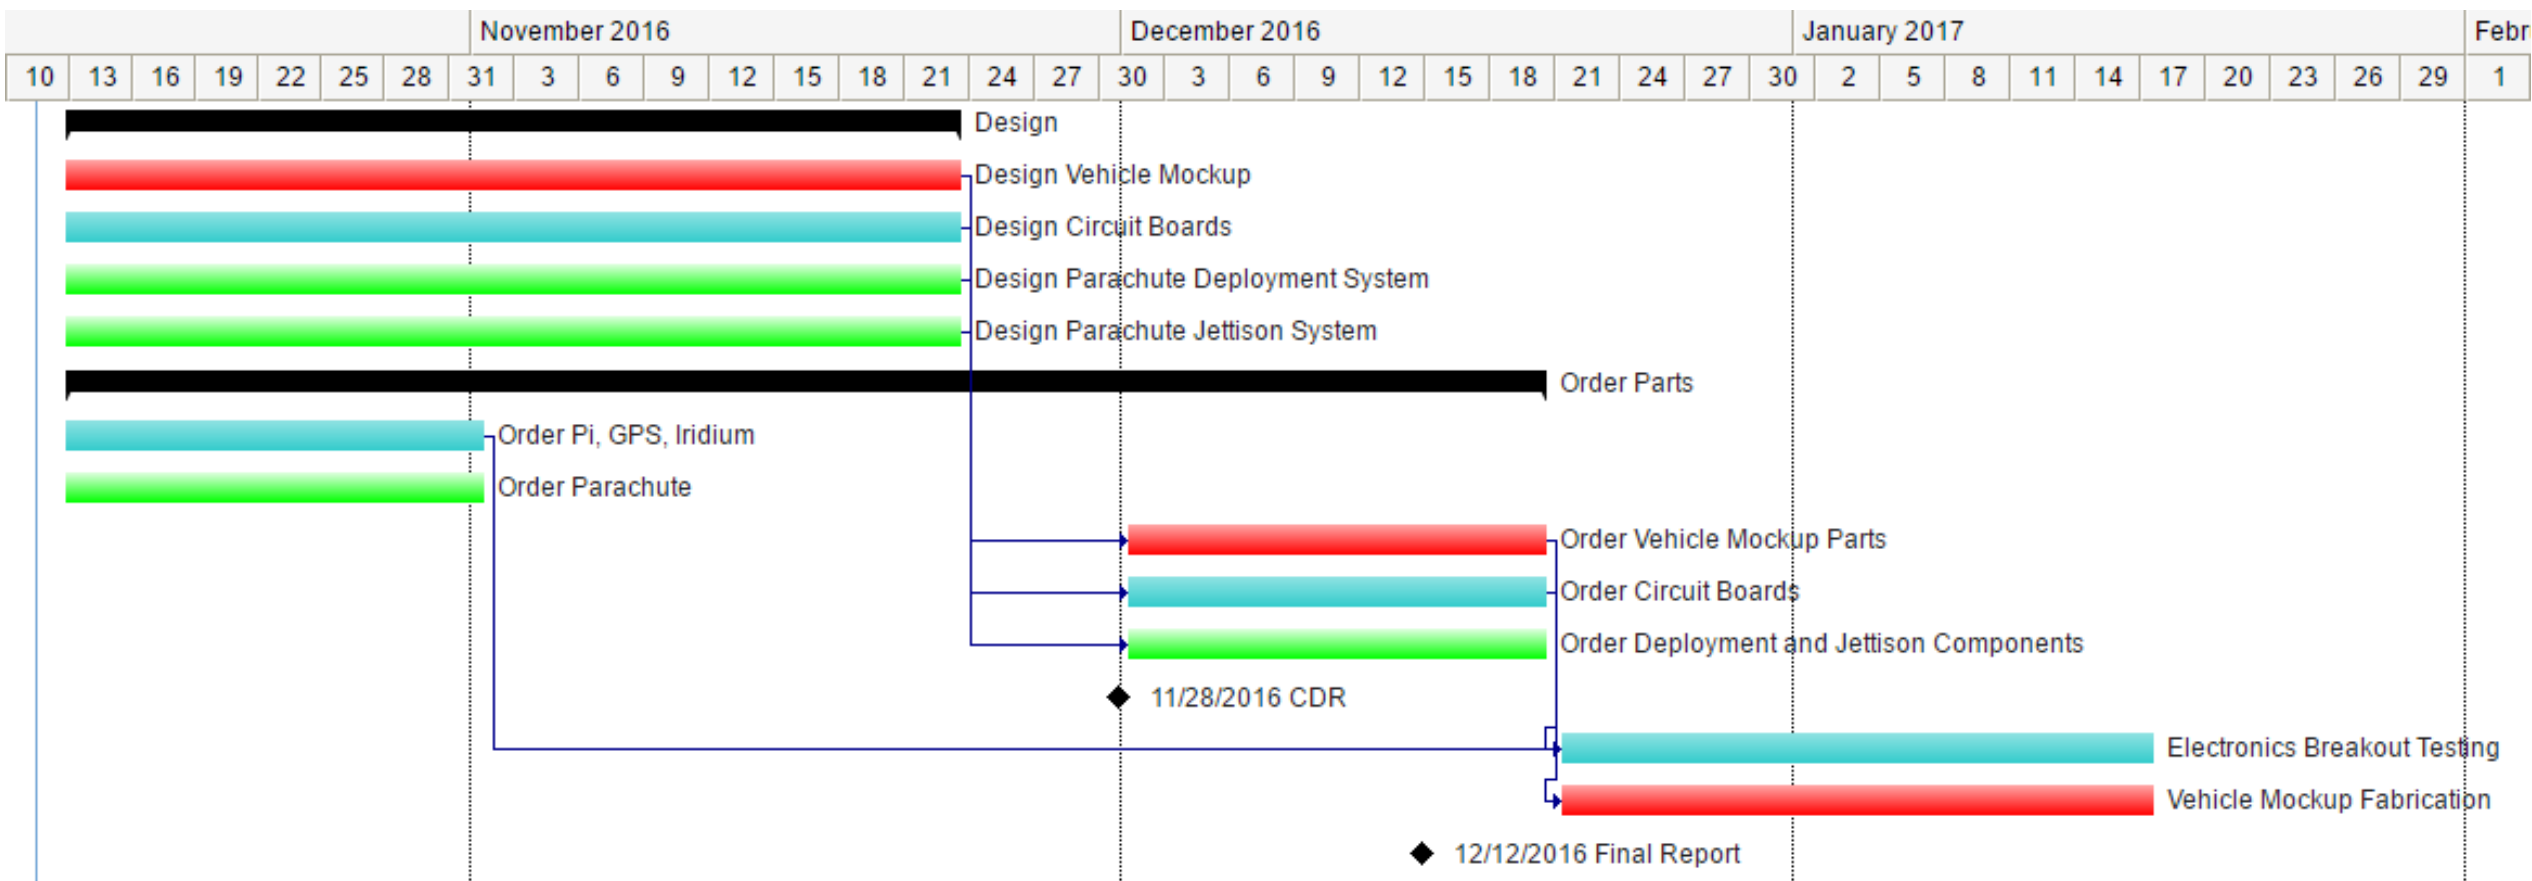 November 2016 December 2016 January 2017 Febr
10 13 16 19 22 25 28 31 3 6 9 12 15 18 21 24 27 30 3 6 9 12 15 18 21 24 27 30 2 5 8 11 14 17 20 23 26 29 1
Design
Design Vehicle Mockup
Design Circuit Boards
Design Parachute Deployment System
Design Parachute Jettison System
Order Parts
Order Pi, GPS, Iridium
Order Parachute
Order Vehicle Mockup Parts
Order Circuit Boards
Order Deployment and Jettison Components
11/28/2016 CDR
Electronics Breakout Testing
Vehicle Mockup Fabrication
12/12/2016 Final Report